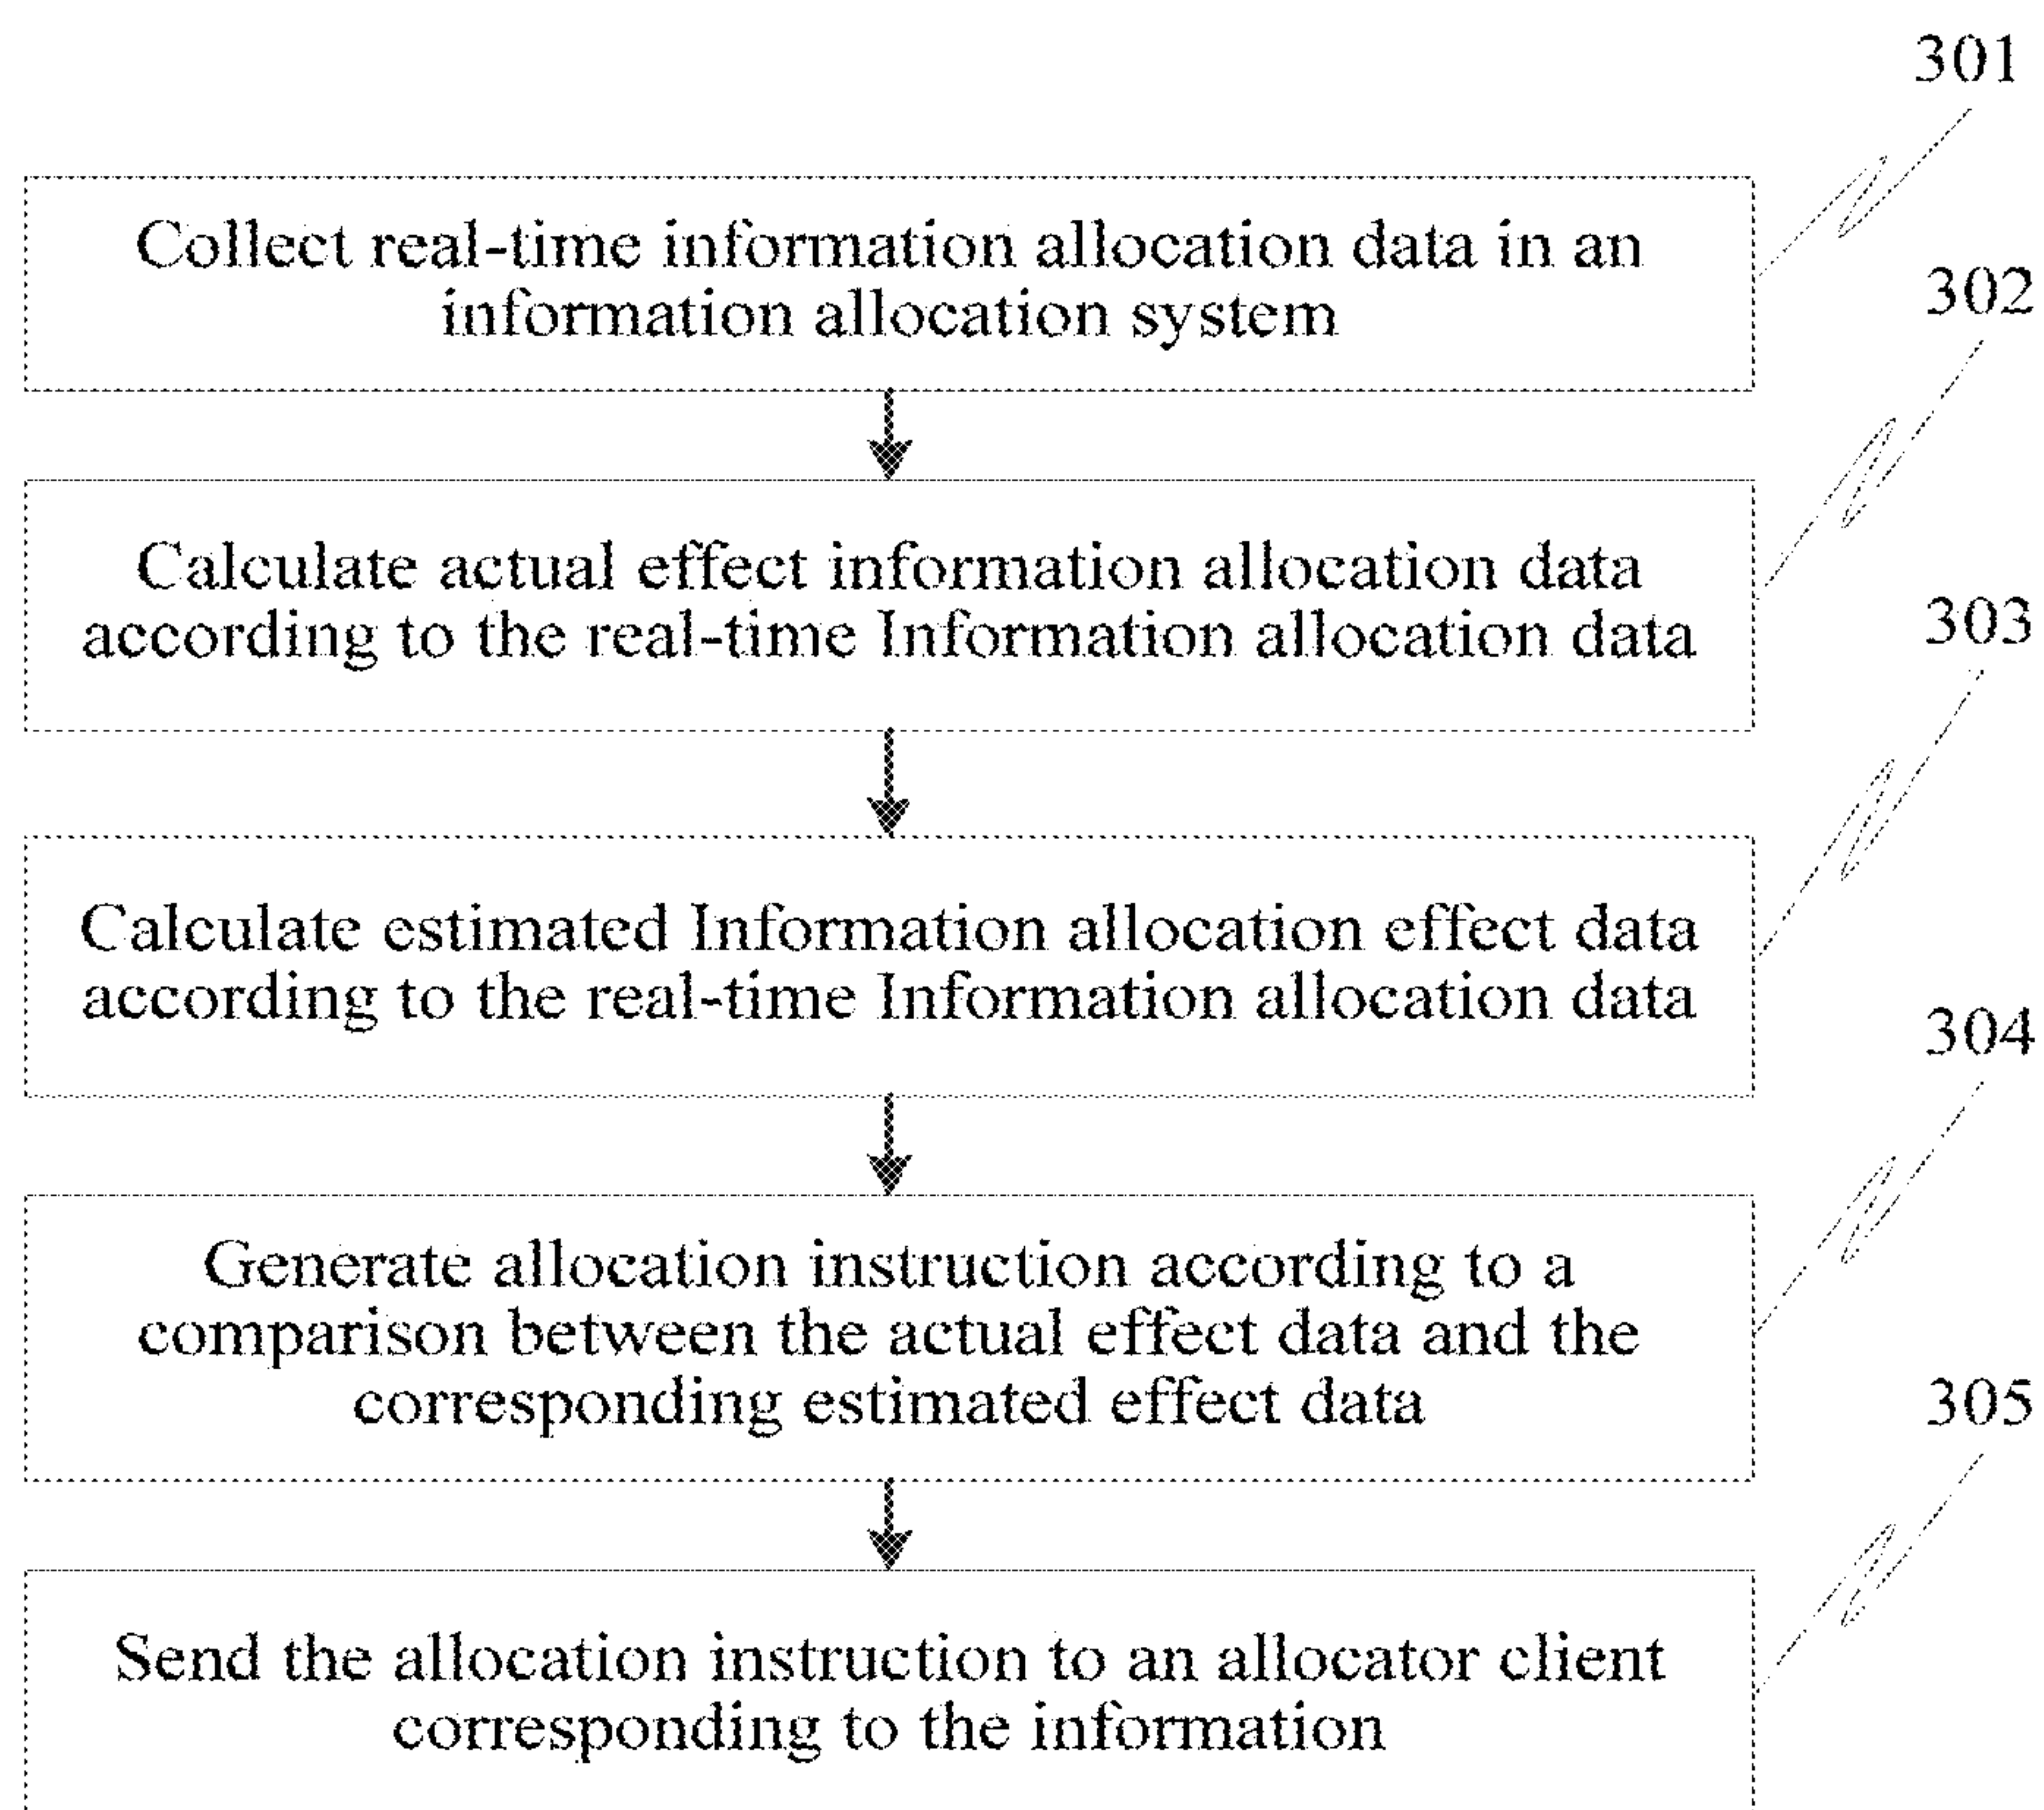 301
Collect real-time information allocation data in an
information allocation system
302
Calculate actual effect information allocation data
according to the real-time Information allocation data
303
Calculate estimated Information allocation effect data
according to the real-time Information allocation data
304
Generate allocation instruction according to a
comparison between the actual effect data and the
corresponding estimated effect data
305
Send the allocation instruction to an allocator client
corresponding to the information